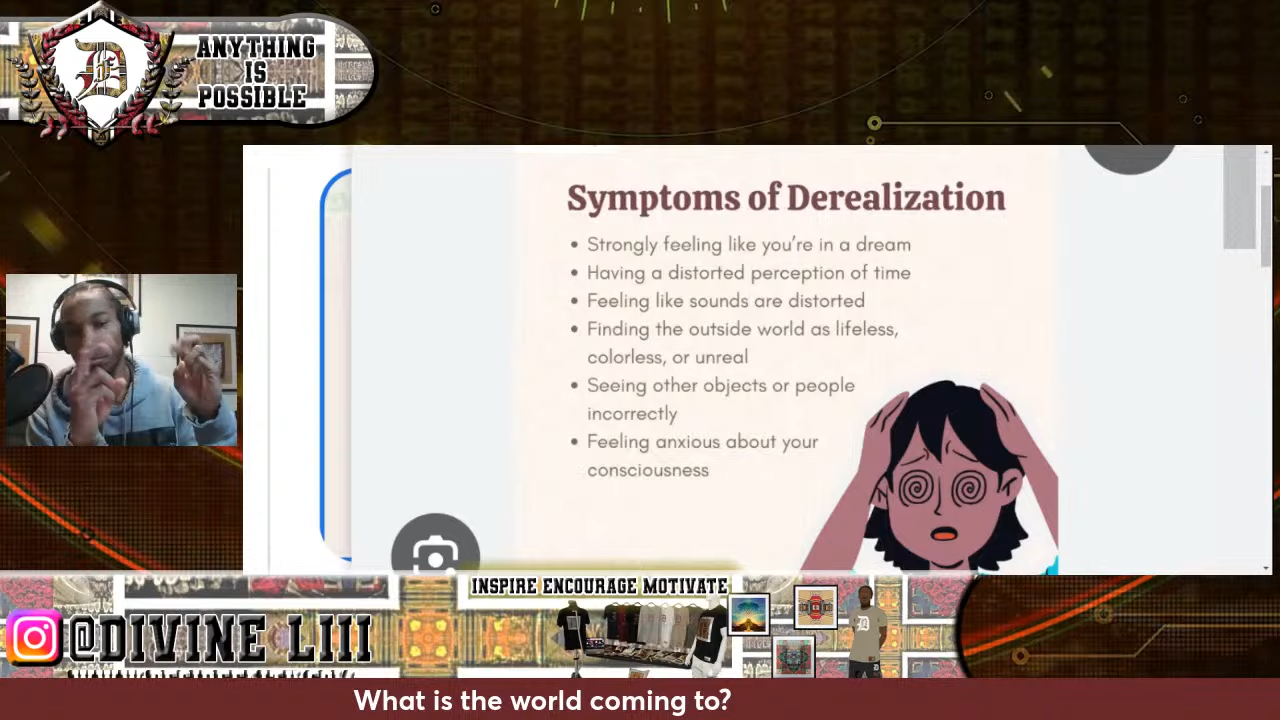 ANYTHING
IS
POSSIBLE
Symptoms of Derealization
• Strongly feeling like you're in a dream
• Having a distorted perception of time
• Feeling like sounds are distorted
• Finding the outside world as lifeless,
colorless, or unreal
• Seeing other objects or people
incorrectly
• Feeling anxious about your
consciousness
INSPIRE ENCOURAGE MOTIVATE
@DIVINE LIII
What is the world coming to?